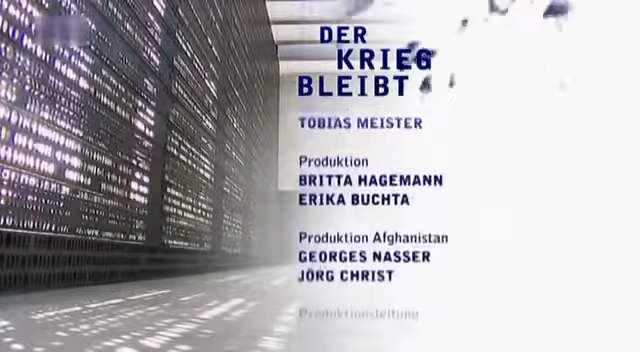 DER
KRIEG
BLEIBT
TOBIAS MEISTER
Produktion
BRITTA HAGEMANN
ERIKA BUCHTA
Produktion Afghanistan
GEORGES NASSER
JÖRG CHRIST
Produktionsleitung